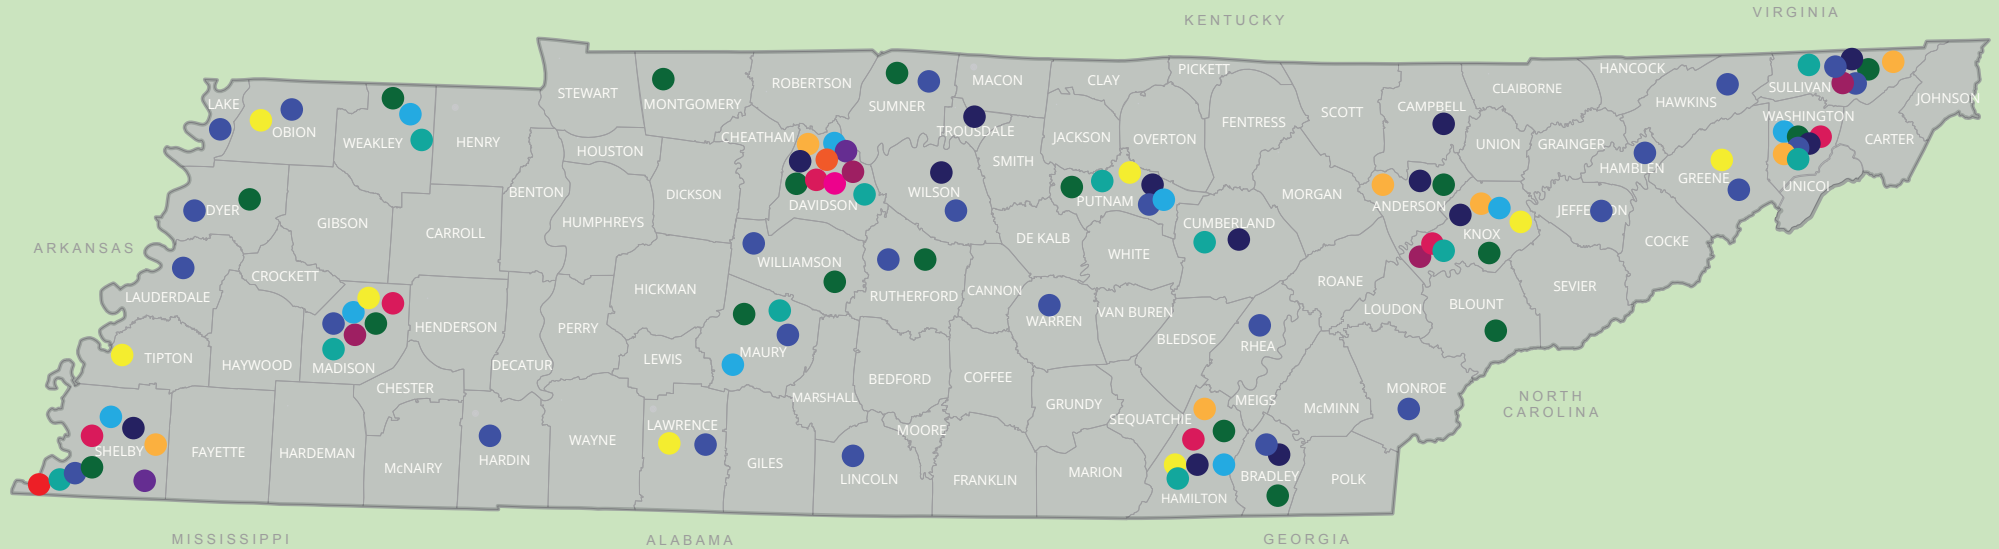 VIRGINIA
KENTUCKY
HANCOCK
PICKETT
MACON
CLAY
ROBERTSON
STEWART
CLAIBORNE
SULLIVAN
JOHNSON
LAKE
MONTGOMERY
SUMNER
CAMPBELL
HAWKINS
SCOTT
WASHINGTON
OBION
TROUSDALE
FENTRESS
CHEATHAM
JACKSON
OVERTON
CARTER
WEAKLEY
HENRY
UNION
GRAINGER
HOUSTON
SMITH
HAMBLEN
GREENE
UNICOI
BENTON
DICKSON
WILSON
MORGAN
PUTNAM
DAVIDSON
ANDERSON
DYER
JEFFE ON
GIBSON
HUMPHREYS
CUMBERLAND
CARROLL
KNOX
DE KALB
COCKE
ARKANSAS
WHITE
WILLIAMSON
CROCKETT
ROANE
SEVIER
HICKMAN
CANNON
LAUDERDALE
RUTHERFORD
BLOUNT
LOUDON
VAN BUREN
WARREN
HENDERSON
PERRY
BLEDSOE
RHEA
MAURY
TIPTON
LEWIS
HAYWOOD
DECATUR
MADISON
COFFEE
BEDFORD
CHESTER
MONROE
NORTH
CAROLINA
MARSHALL
MEIGS
GRUNDY
McMINN
SEQUATCHIE
LAWRENCE
MOORE
WAYNE
SHELBY
FAYETTE
HARDEMAN
HARDIN
GILES
McNAIRY
MARION
BRADLEY
LINCOLN
FRANKLIN
POLK
HAMILTON
MISSISSIPPI
ALABAMA
GEORGIA